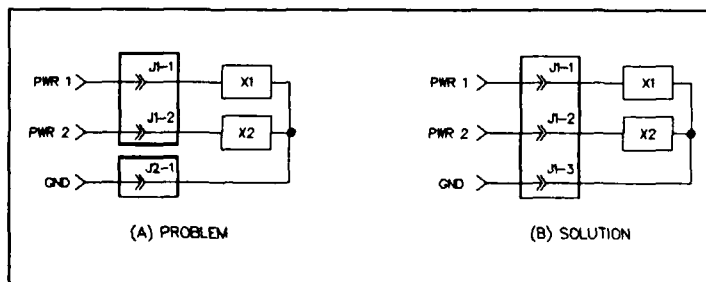 J1-1
PWR 1
X1
J1-2
PWR 2
X2
J2-1
GND
(A) PROBLEM
J1-1
PWR 1
X1
J1-2
PWR 2
X2
J1-3
GND
(B) SOLUTION